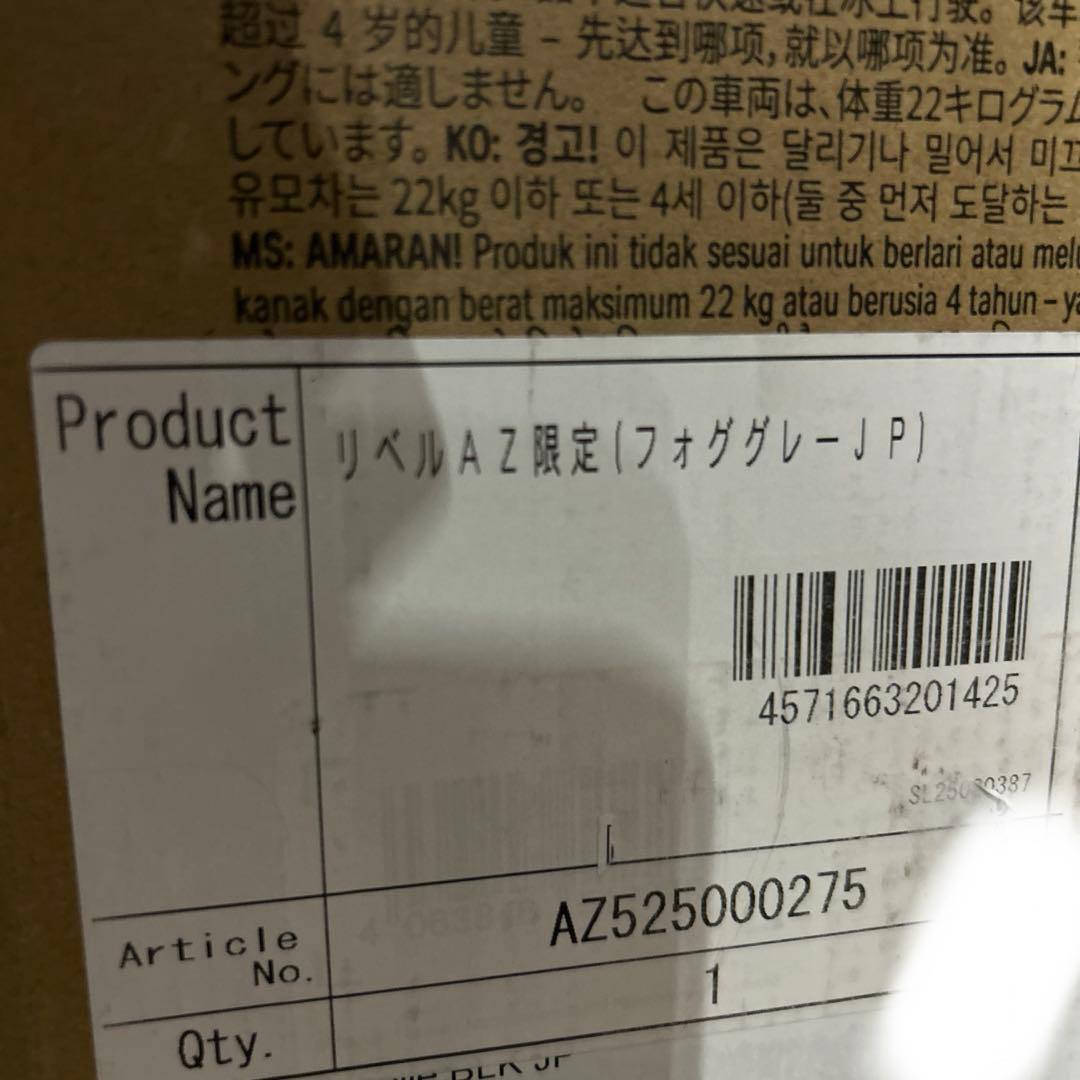 超过 4 岁的儿童 – 先达到哪项,就以哪项为准。JA:
ングには適しません。 この車両は、体重22キログラム
しています。KO: 경고! 이 제품은 달리기나 밀어서 미끄
유모차는 22kg 이하 또는 4세 이하(둘 중 먼저 도달하는
MS: AMARAN! Produk ini tidak sesuai untuk berlari atau
kanak dengan berat maksimum 22 kg atau berusia 4 tahun –
Product Name
リベルAZ限定(フォググレーJP)
4571663201425
Article No.
AZ525000275
Qty.
1